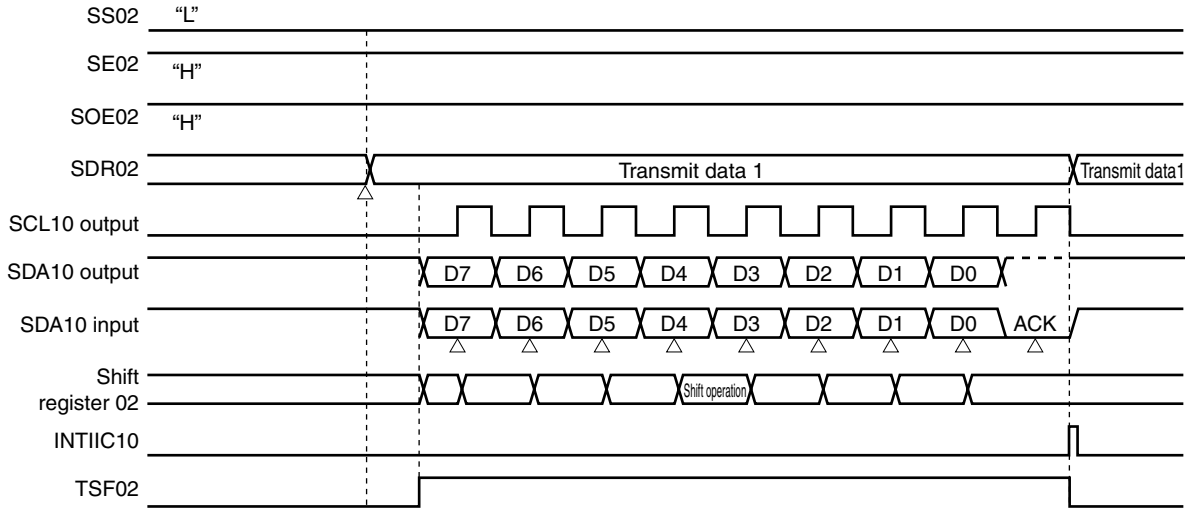 SS02 “L”
SE02 “H”
SOE02 “H”
SDR02 Transmit data 1 Transmit data1
SCL10 output
SDA10 output D7 D6 D5 D4 D3 D2 D1 D0
SDA10 input D7 D6 D5 D4 D3 D2 D1 D0 ACK
Shift
register 02 Shift operation
INTIIC10
TSF02